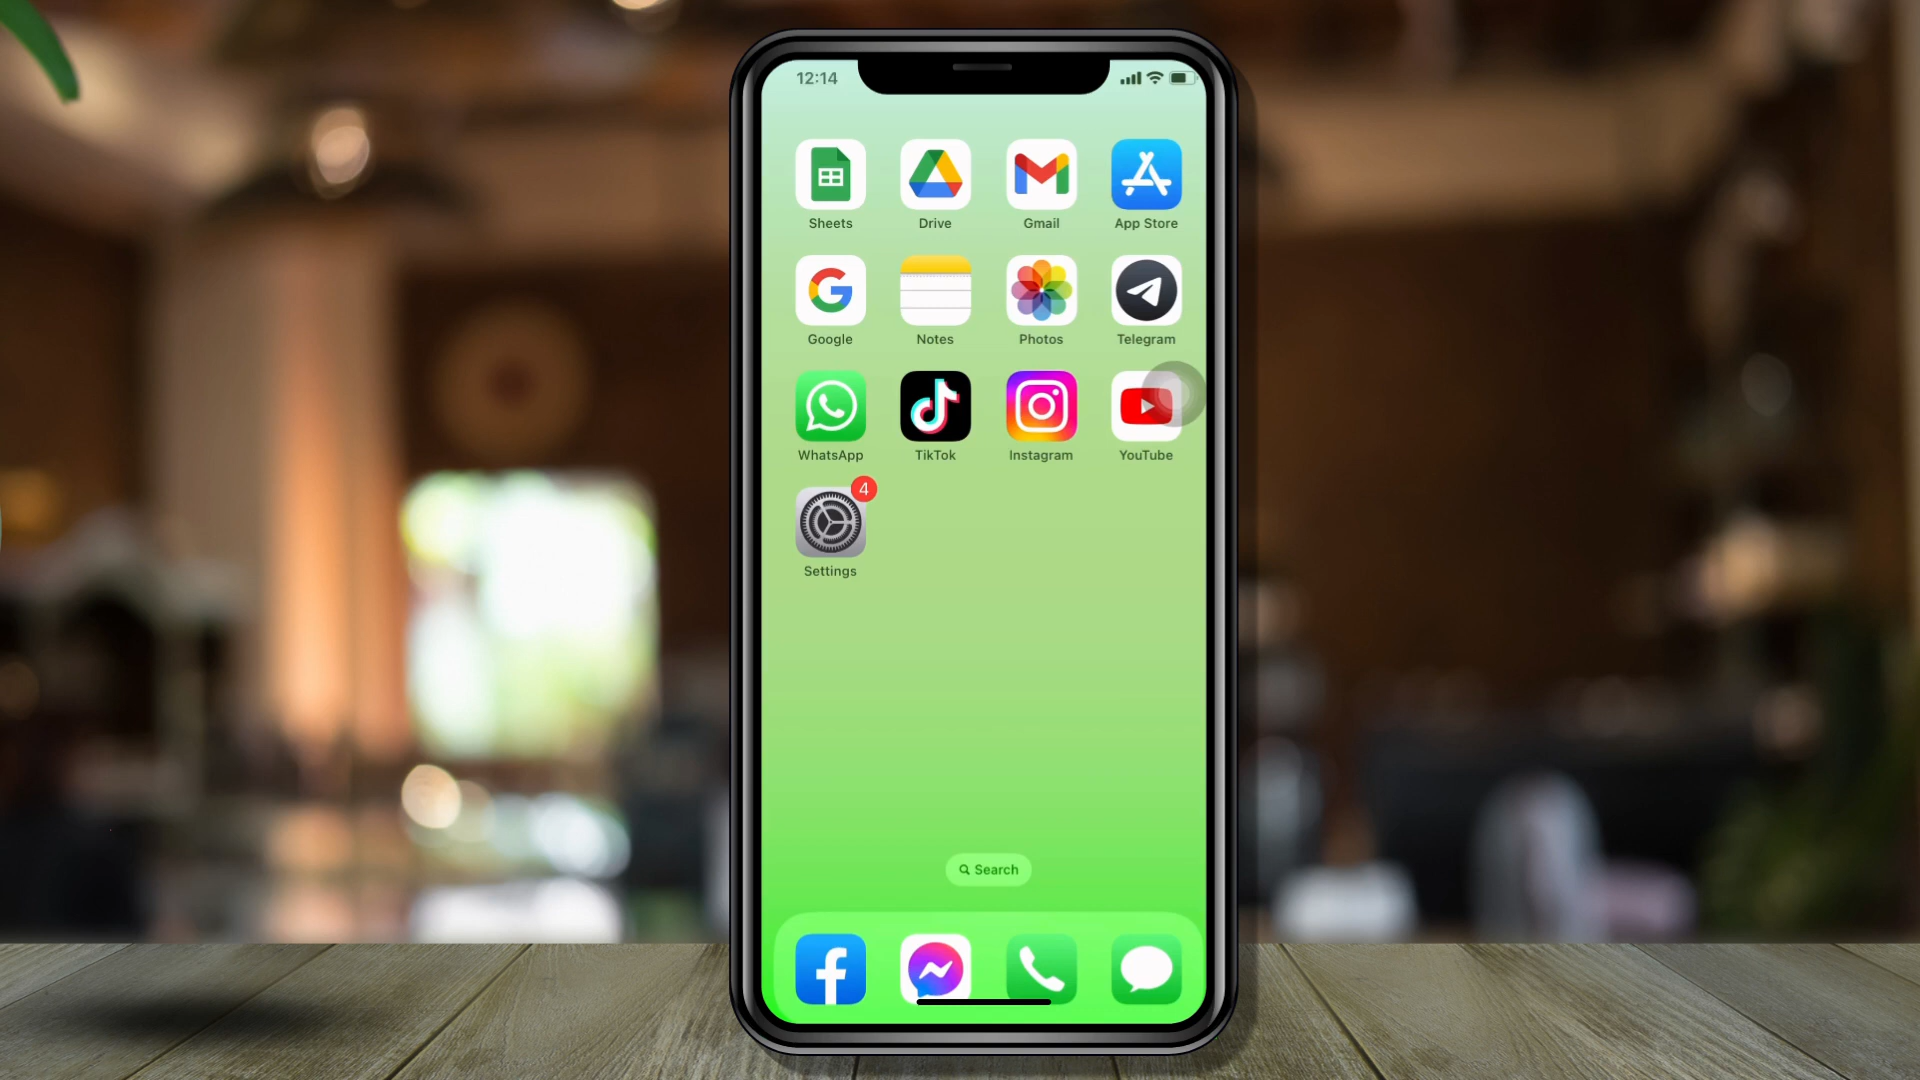 12:14
Sheets Drive Gmail App Store
Google Notes Photos Telegram
WhatsApp TikTok Instagram YouTube
4
Settings
Search